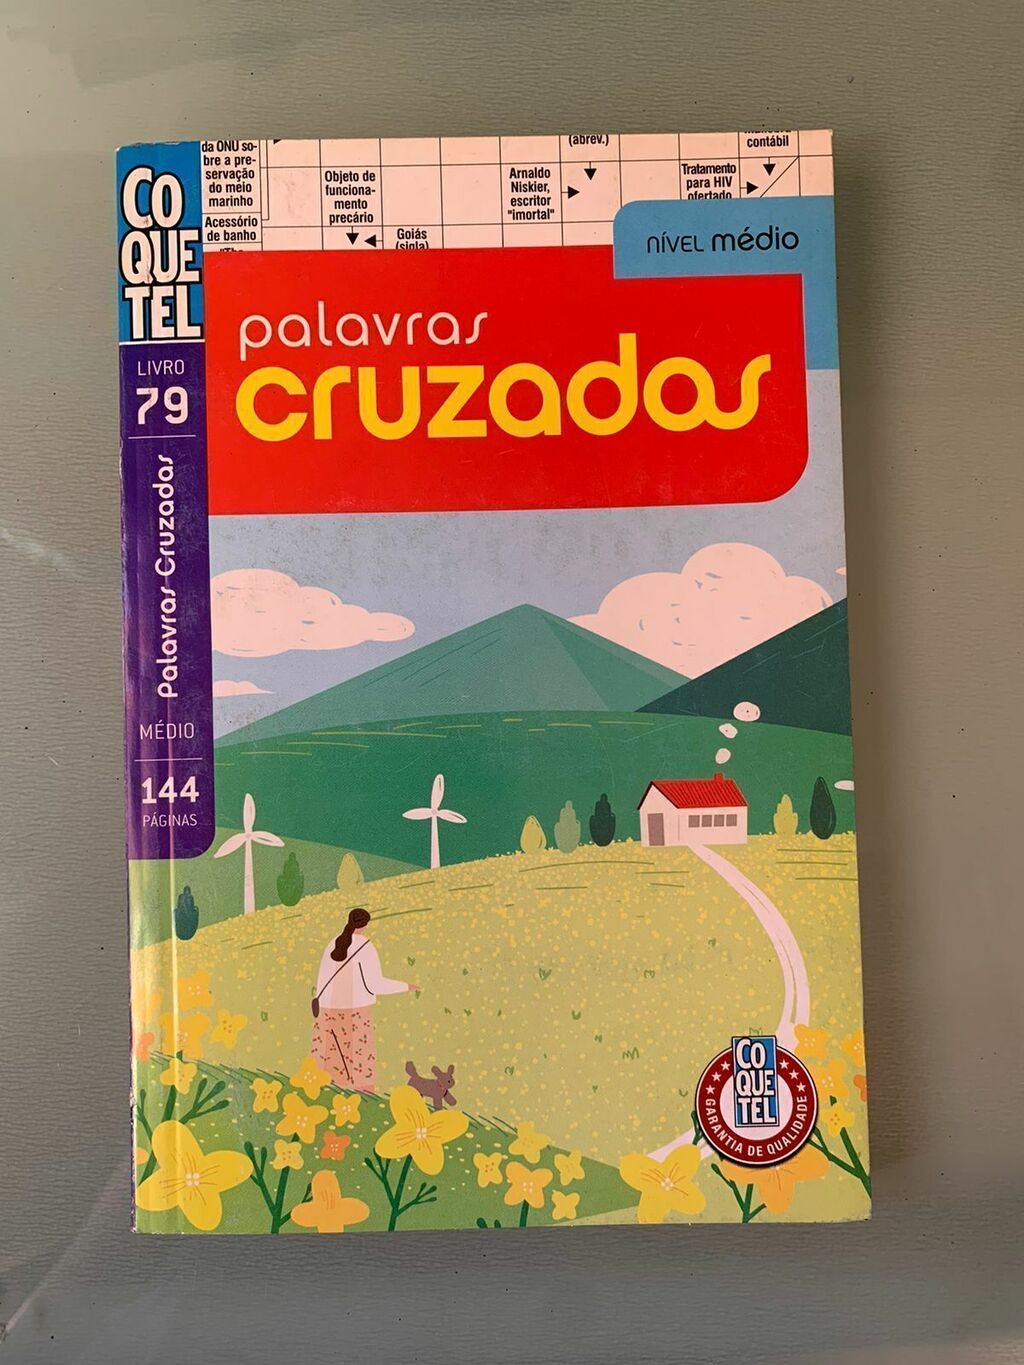 da ONU so-
bre a pre-
servação
do meio
marinho
Acessório
de banho
"The
Objeto de
funciona-
mento
precário
Goiás
(sigla)
(abrev.)
Arnaldo
Niskier,
escritor
"imortal"
Tratamento
para HIV
ofertado
contábil
CO
QUE
TEL
LIVRO
79
Palavras Cruzadas
MÉDIO
144
PÁGINAS
NÍVEL médio
palavras
cruzadas
CO
QUE
TEL
GARANTIA DE QUALIDADE